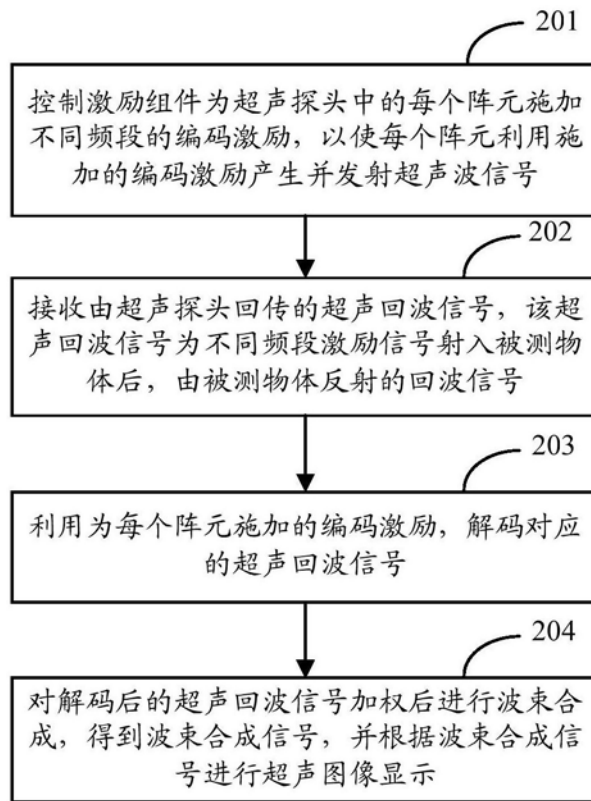 201
控制激励组件为超声探头中的每个阵元施加
不同频段的编码激励，以使每个阵元利用施
加的编码激励产生并发射超声波信号
202
接收由超声探头回传的超声回波信号，该超
声回波信号为不同频段激励信号射入被测物
体后，由被测物体反射的回波信号
203
利用为每个阵元施加的编码激励，解码对应
的超声回波信号
204
对解码后的超声回波信号加权后进行波束合
成，得到波束合成信号，并根据波束合成信
号进行超声图像显示